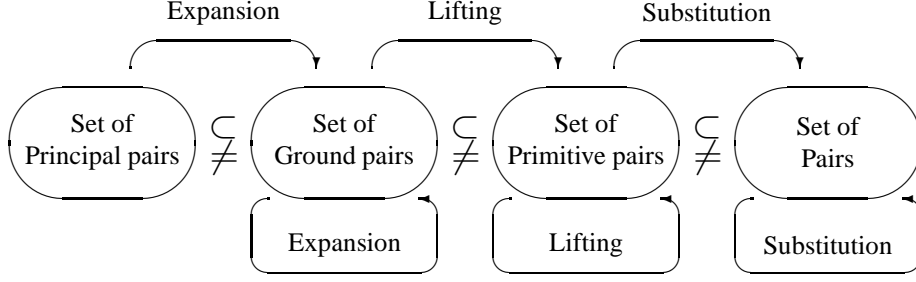 Expansion Lifting Substitution
Set of Principal pairs ⊊ Set of Ground pairs ⊊ Set of Primitive pairs ⊊ Set of Pairs
Expansion Lifting Substitution